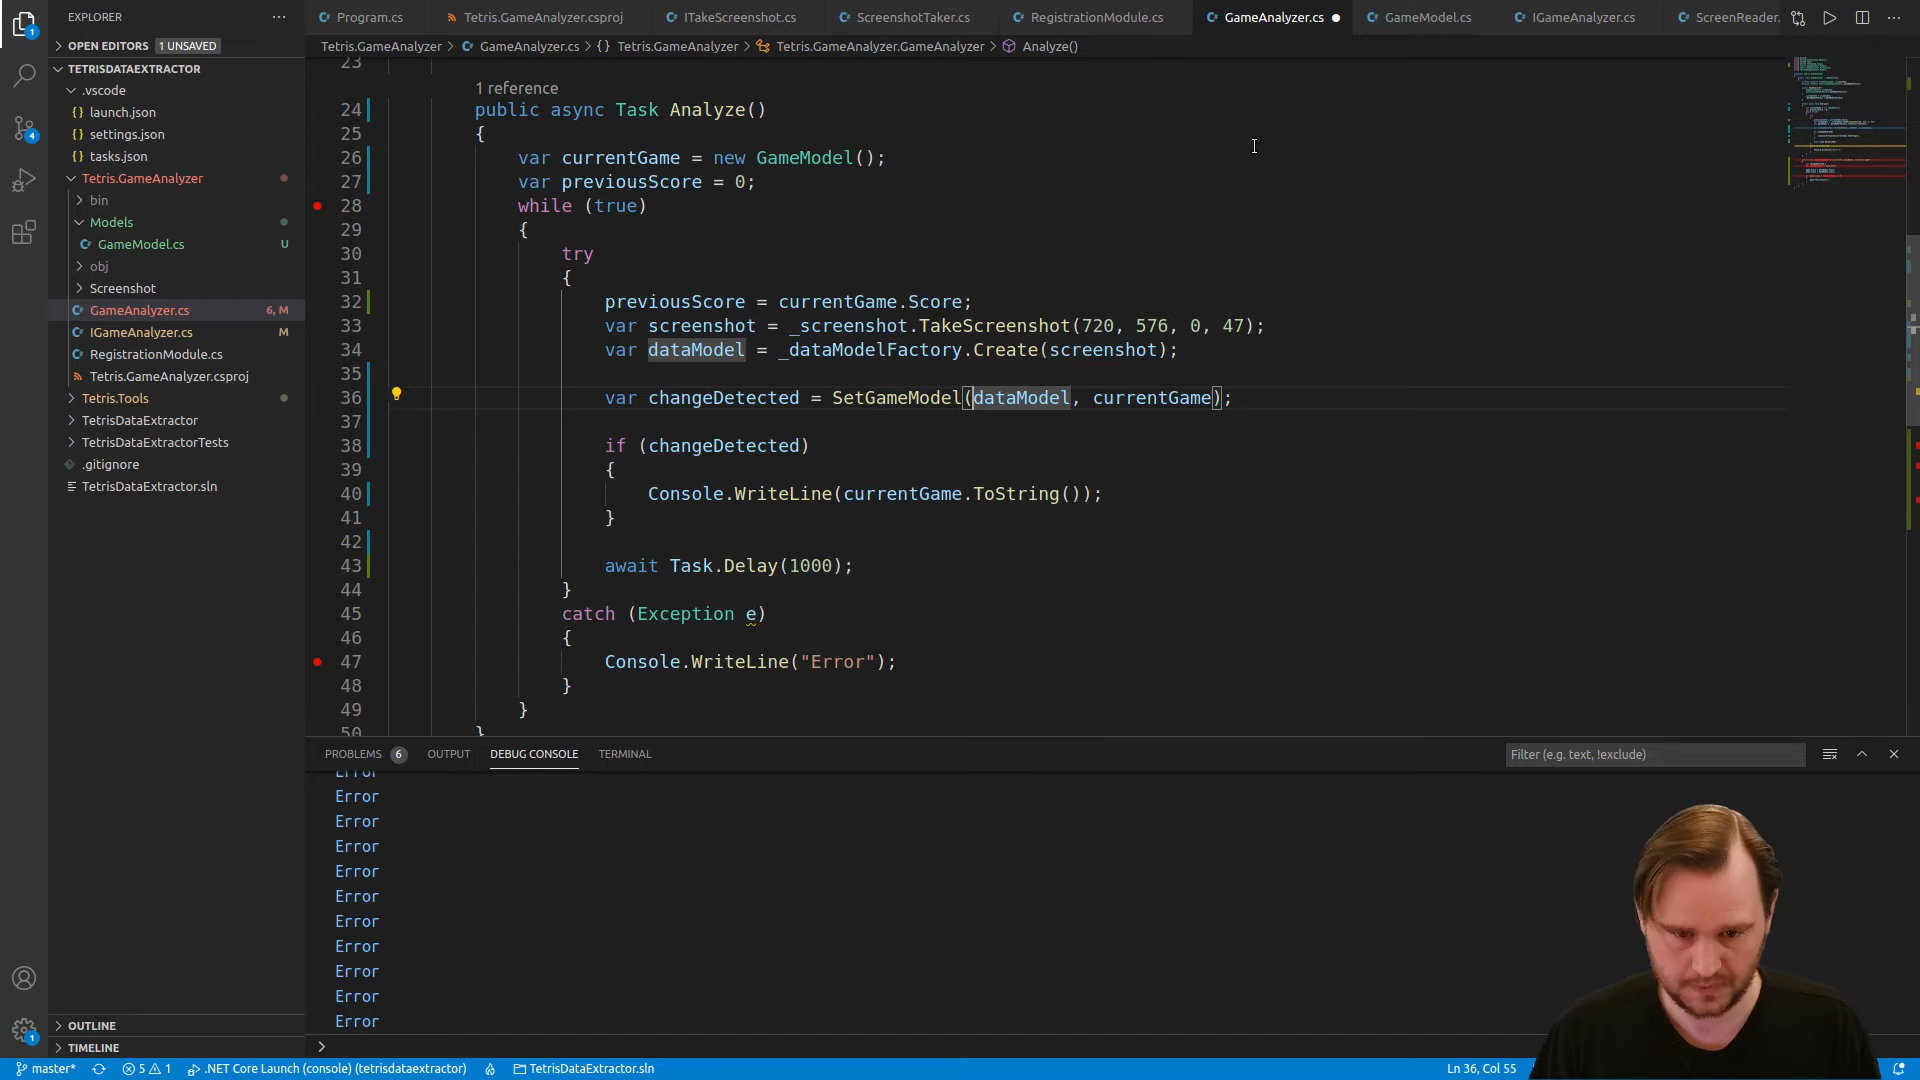 EXPLORER
Program.cs
Tetris.GameAnalyzer.csproj
ITakeScreenshot.cs
ScreenshotTaker.cs
RegistrationModule.cs
GameAnalyzer.cs
GameModel.cs
IGameAnalyzer.cs
ScreenReader.
OPEN EDITORS 1 UNSAVED
TETRISDATAEXTRACTOR
.vscode
launch.json
settings.json
tasks.json
Tetris.GameAnalyzer
bin
Models
GameModel.cs U
obj
Screenshot
GameAnalyzer.cs 6, M
IGameAnalyzer.cs M
RegistrationModule.cs
Tetris.GameAnalyzer.csproj
Tetris.Tools
TetrisDataExtractor
TetrisDataExtractorTests
.gitignore
TetrisDataExtractor.sln
OUTLINE
TIMELINE
Tetris.GameAnalyzer > GameAnalyzer.cs > {} Tetris.GameAnalyzer > Tetris.GameAnalyzer.GameAnalyzer > Analyze()
23
1 reference
24 public async Task Analyze()
25 {
26 var currentGame = new GameModel();
27 var previousScore = 0;
28 while (true)
29 {
30 try
31 {
32 previousScore = currentGame.Score;
33 var screenshot = _screenshot.TakeScreenshot(720, 576, 0, 47);
34 var dataModel = _dataModelFactory.Create(screenshot);
35
36 var changeDetected = SetGameModel(dataModel, currentGame);
37
38 if (changeDetected)
39 {
40 Console.WriteLine(currentGame.ToString());
41 }
42
43 await Task.Delay(1000);
44 }
45 catch (Exception e)
46 {
47 Console.WriteLine("Error");
48 }
49 }
50 }
PROBLEMS 6 OUTPUT DEBUG CONSOLE TERMINAL
Filter (e.g. text, !exclude)
Error
Error
Error
Error
Error
Error
Error
Error
Error
Error
Error
>
master* 5 1 .NET Core Launch (console) (tetrisdataextractor) TetrisDataExtractor.sln
Ln 36, Col 55